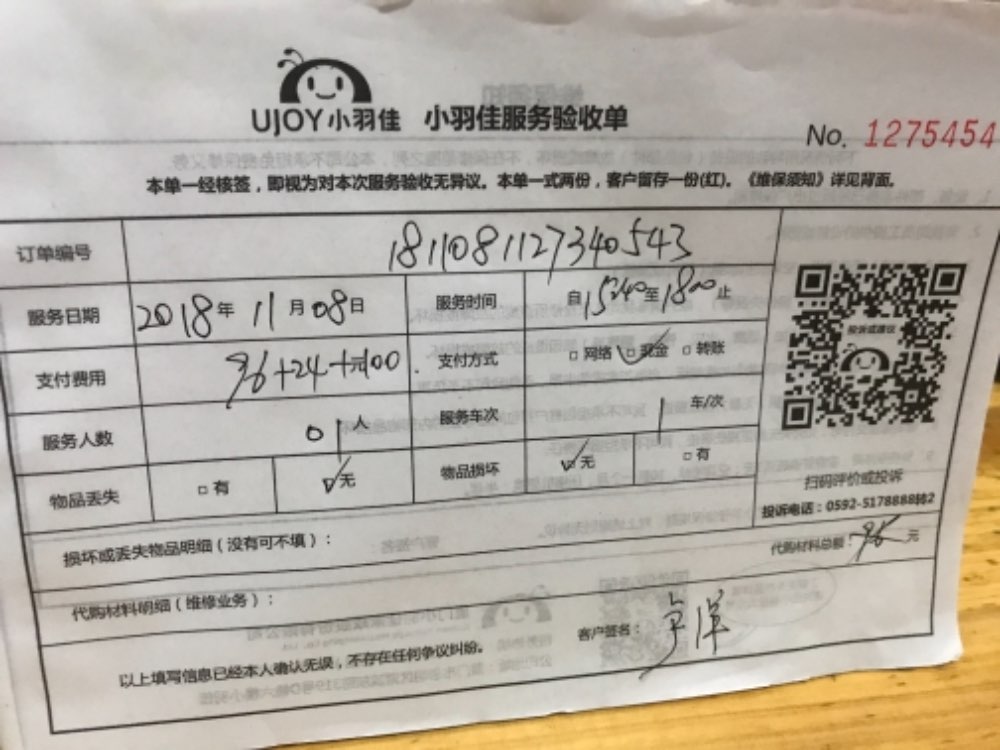 UJOY小羽佳 小羽佳服务验收单
No. 1275454
本单一经核签，即视为对本次服务验收无异议。本单一式两份，客户留存一份(红)。《维保须知》详见背面。
订单编号 1811081127340543
服务日期 2018年 11月 08日 服务时间 自15:40至18:00止
支付费用 96+24+ 支付方式 □网络 □现金 □转账
服务人数 01人 服务车次 1 车/次
物品丢失 □有 □无 物品损坏 □无 □有
投诉或建议
扫码评价或投诉
投诉电话：0592-5178888转2
损坏或丢失物品明细（没有可不填）：
代购材料总额： 元
代购材料明细（维修业务）：
客户签名：
以上填写信息已经本人确认无误，不存在任何争议纠纷。